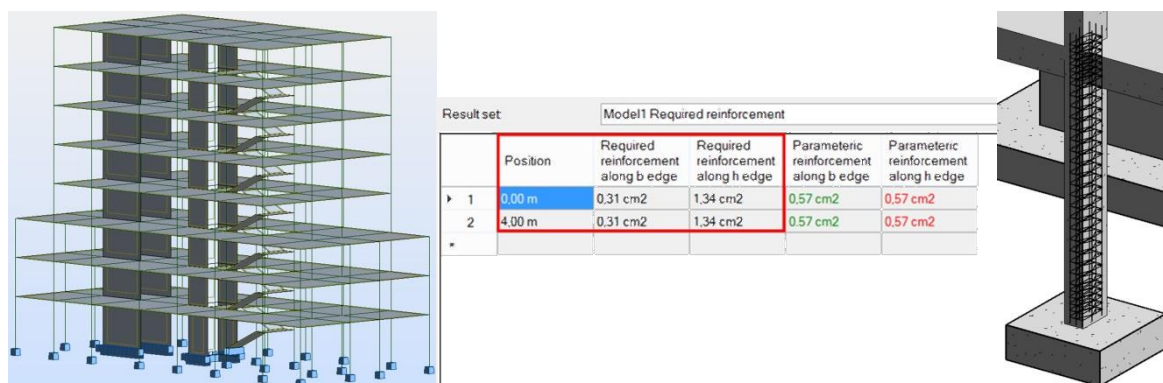 Result set: Model1 Required reinforcement
Position Required reinforcement along b edge Required reinforcement along h edge Parameteric reinforcement along b edge Parameteric reinforcement along h edge
1 0,00 m 0,31 cm2 1,34 cm2 0,57 cm2 0,57 cm2
2 4,00 m 0,31 cm2 1,34 cm2 0,57 cm2 0,57 cm2